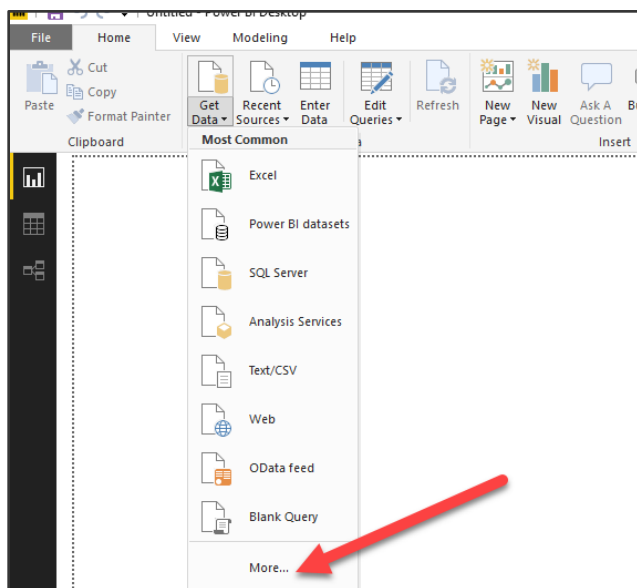 Untitled - Power BI Desktop
File Home View Modeling Help
Paste
Cut
Copy
Format Painter
Clipboard
Get Data
Recent Sources
Enter Data
Edit Queries
Refresh
New Page
New Visual
Ask A Question
Insert
Most Common
Excel
Power BI datasets
SQL Server
Analysis Services
Text/CSV
Web
OData feed
Blank Query
More...